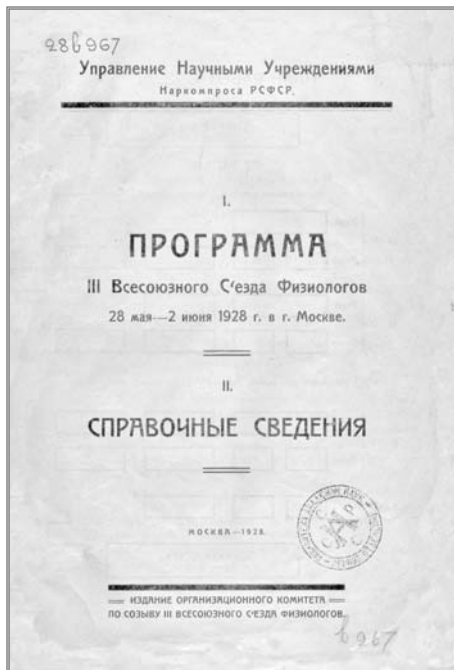 286967
Управление Научными Учреждениями
Наркомпроса РСФСР.
I.
ПРОГРАММА
III Всесоюзного С'езда Физиологов
28 мая—2 июня 1928 г. в г. Москве.
II.
СПРАВОЧНЫЕ СВЕДЕНИЯ
МОСКВА—1928.
ИЗДАНИЕ ОРГАНИЗАЦИОННОГО КОМИТЕТА
ПО СОЗЫВУ III ВСЕСОЮЗНОГО С'ЕЗДА ФИЗИОЛОГОВ.
6967